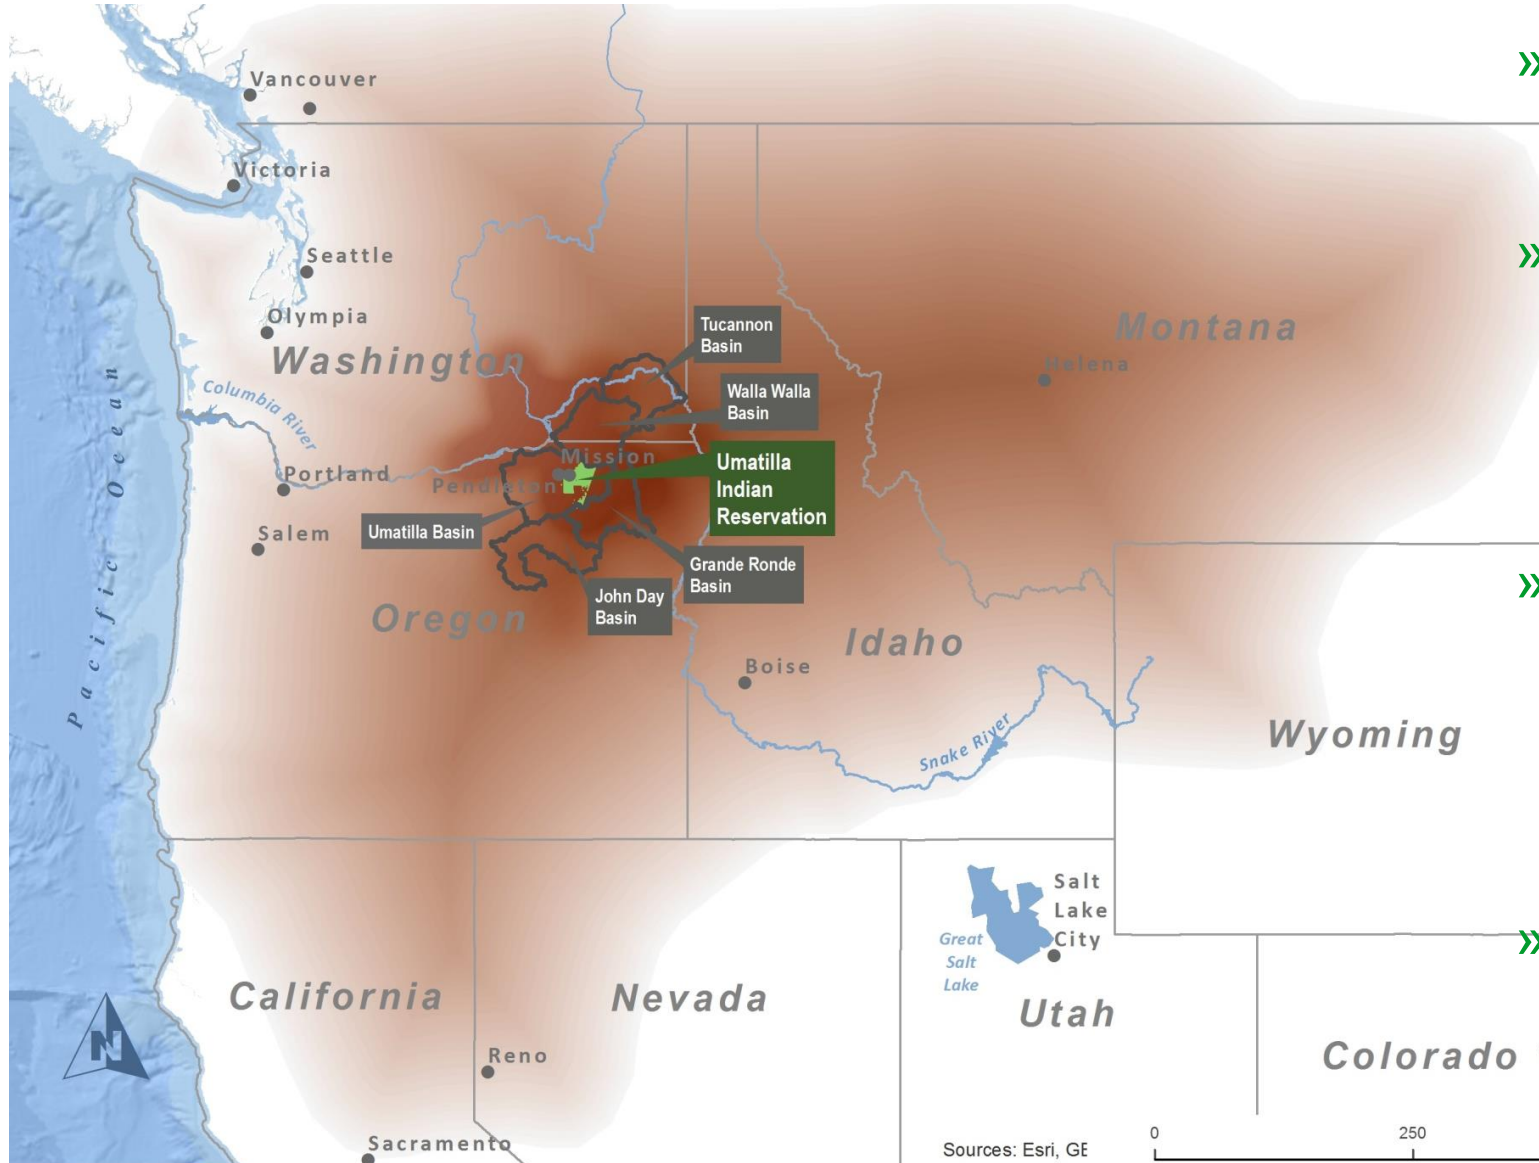 »
Vancouver
Victoria
Seattle
Olympia
Washington
Columbia River
Pacific Ocean
Portland
Salem
Pendleton
Mission
Tucannon
Basin
Walla Walla
Basin
Umatilla
Indian
Reservation
Umatilla Basin
Grande Ronde
Basin
John Day
Basin
Oregon
»
Montana
Helena
»
Idaho
Boise
Snake River
Wyoming
»
Salt
Lake
City
Great
Salt
Lake
California
Nevada
Utah
Colorado
N
Reno
Sacramento
Sources: Esri, GE
0
250